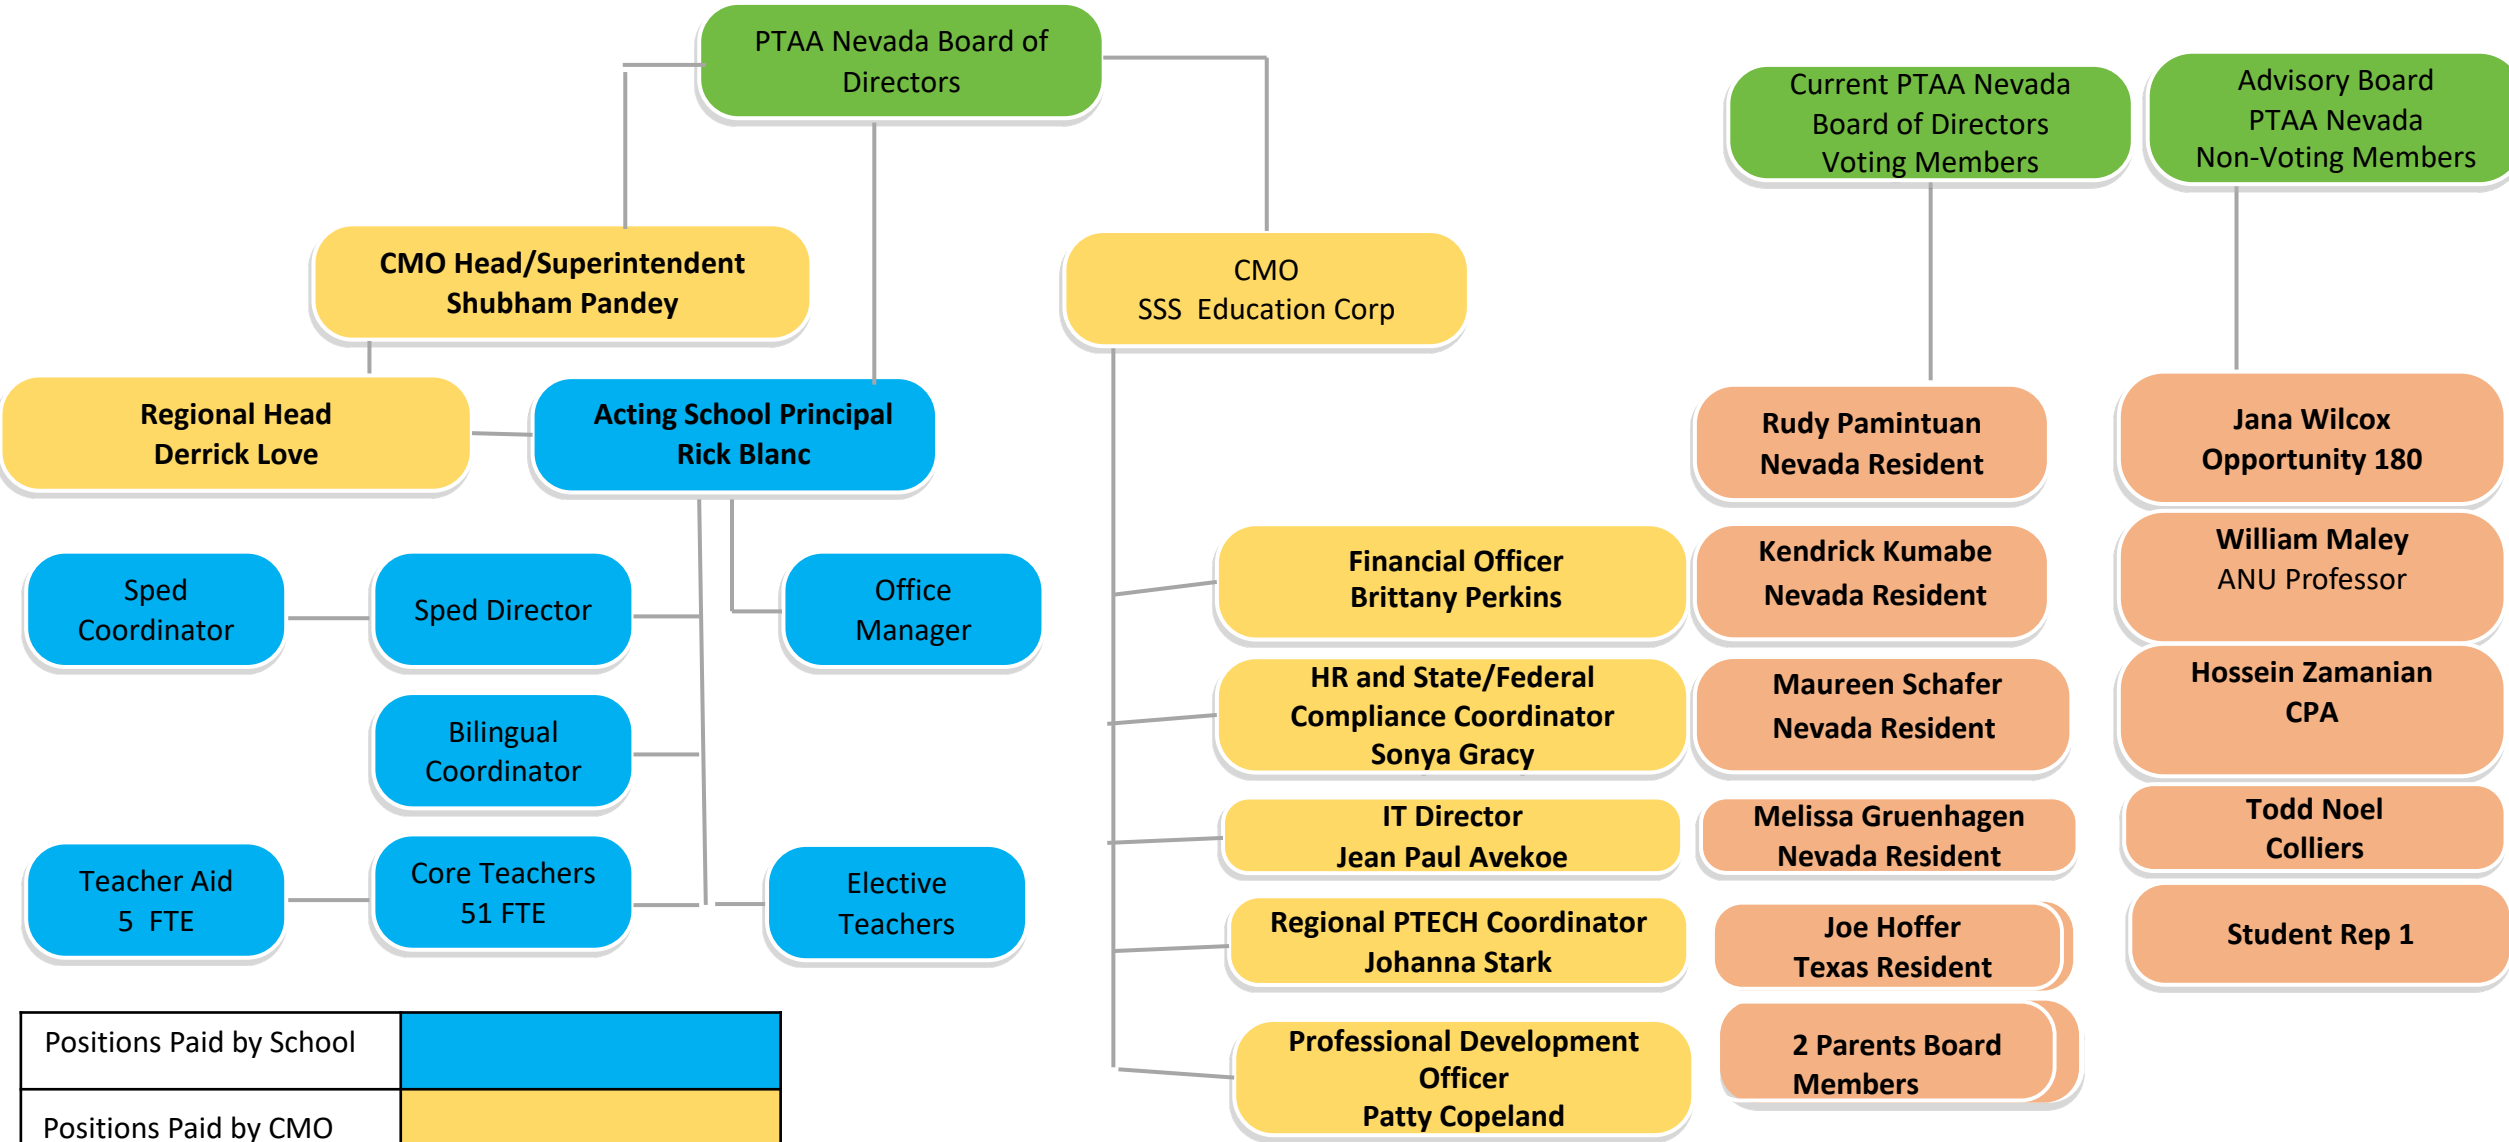 PTAA Nevada Board of
Directors
Current PTAA Nevada
Board of Directors
Voting Members
Advisory Board
PTAA Nevada
Non-Voting Members
CMO Head/Superintendent
Shubham Pandey
CMO
SSS Education Corp
Regional Head
Derrick Love
Acting School Principal
Rick Blanc
Rudy Pamintuan
Nevada Resident
Jana Wilcox
Opportunity 180
Sped
Coordinator
Sped Director
Office
Manager
Financial Officer
Brittany Perkins
Kendrick Kumabe
Nevada Resident
William Maley
ANU Professor
Bilingual
Coordinator
HR and State/Federal
Compliance Coordinator
Sonya Gracy
Maureen Schafer
Nevada Resident
Hossein Zamanian
CPA
Teacher Aid
5 FTE
Core Teachers
51 FTE
Elective
Teachers
IT Director
Jean Paul Avekoe
Melissa Gruenhagen
Nevada Resident
Todd Noel
Colliers
Regional PTECH Coordinator
Johanna Stark
Joe Hoffer
Texas Resident
Student Rep 1
Professional Development
Officer
Patty Copeland
2 Parents Board
Members
Positions Paid by School
Positions Paid by CMO